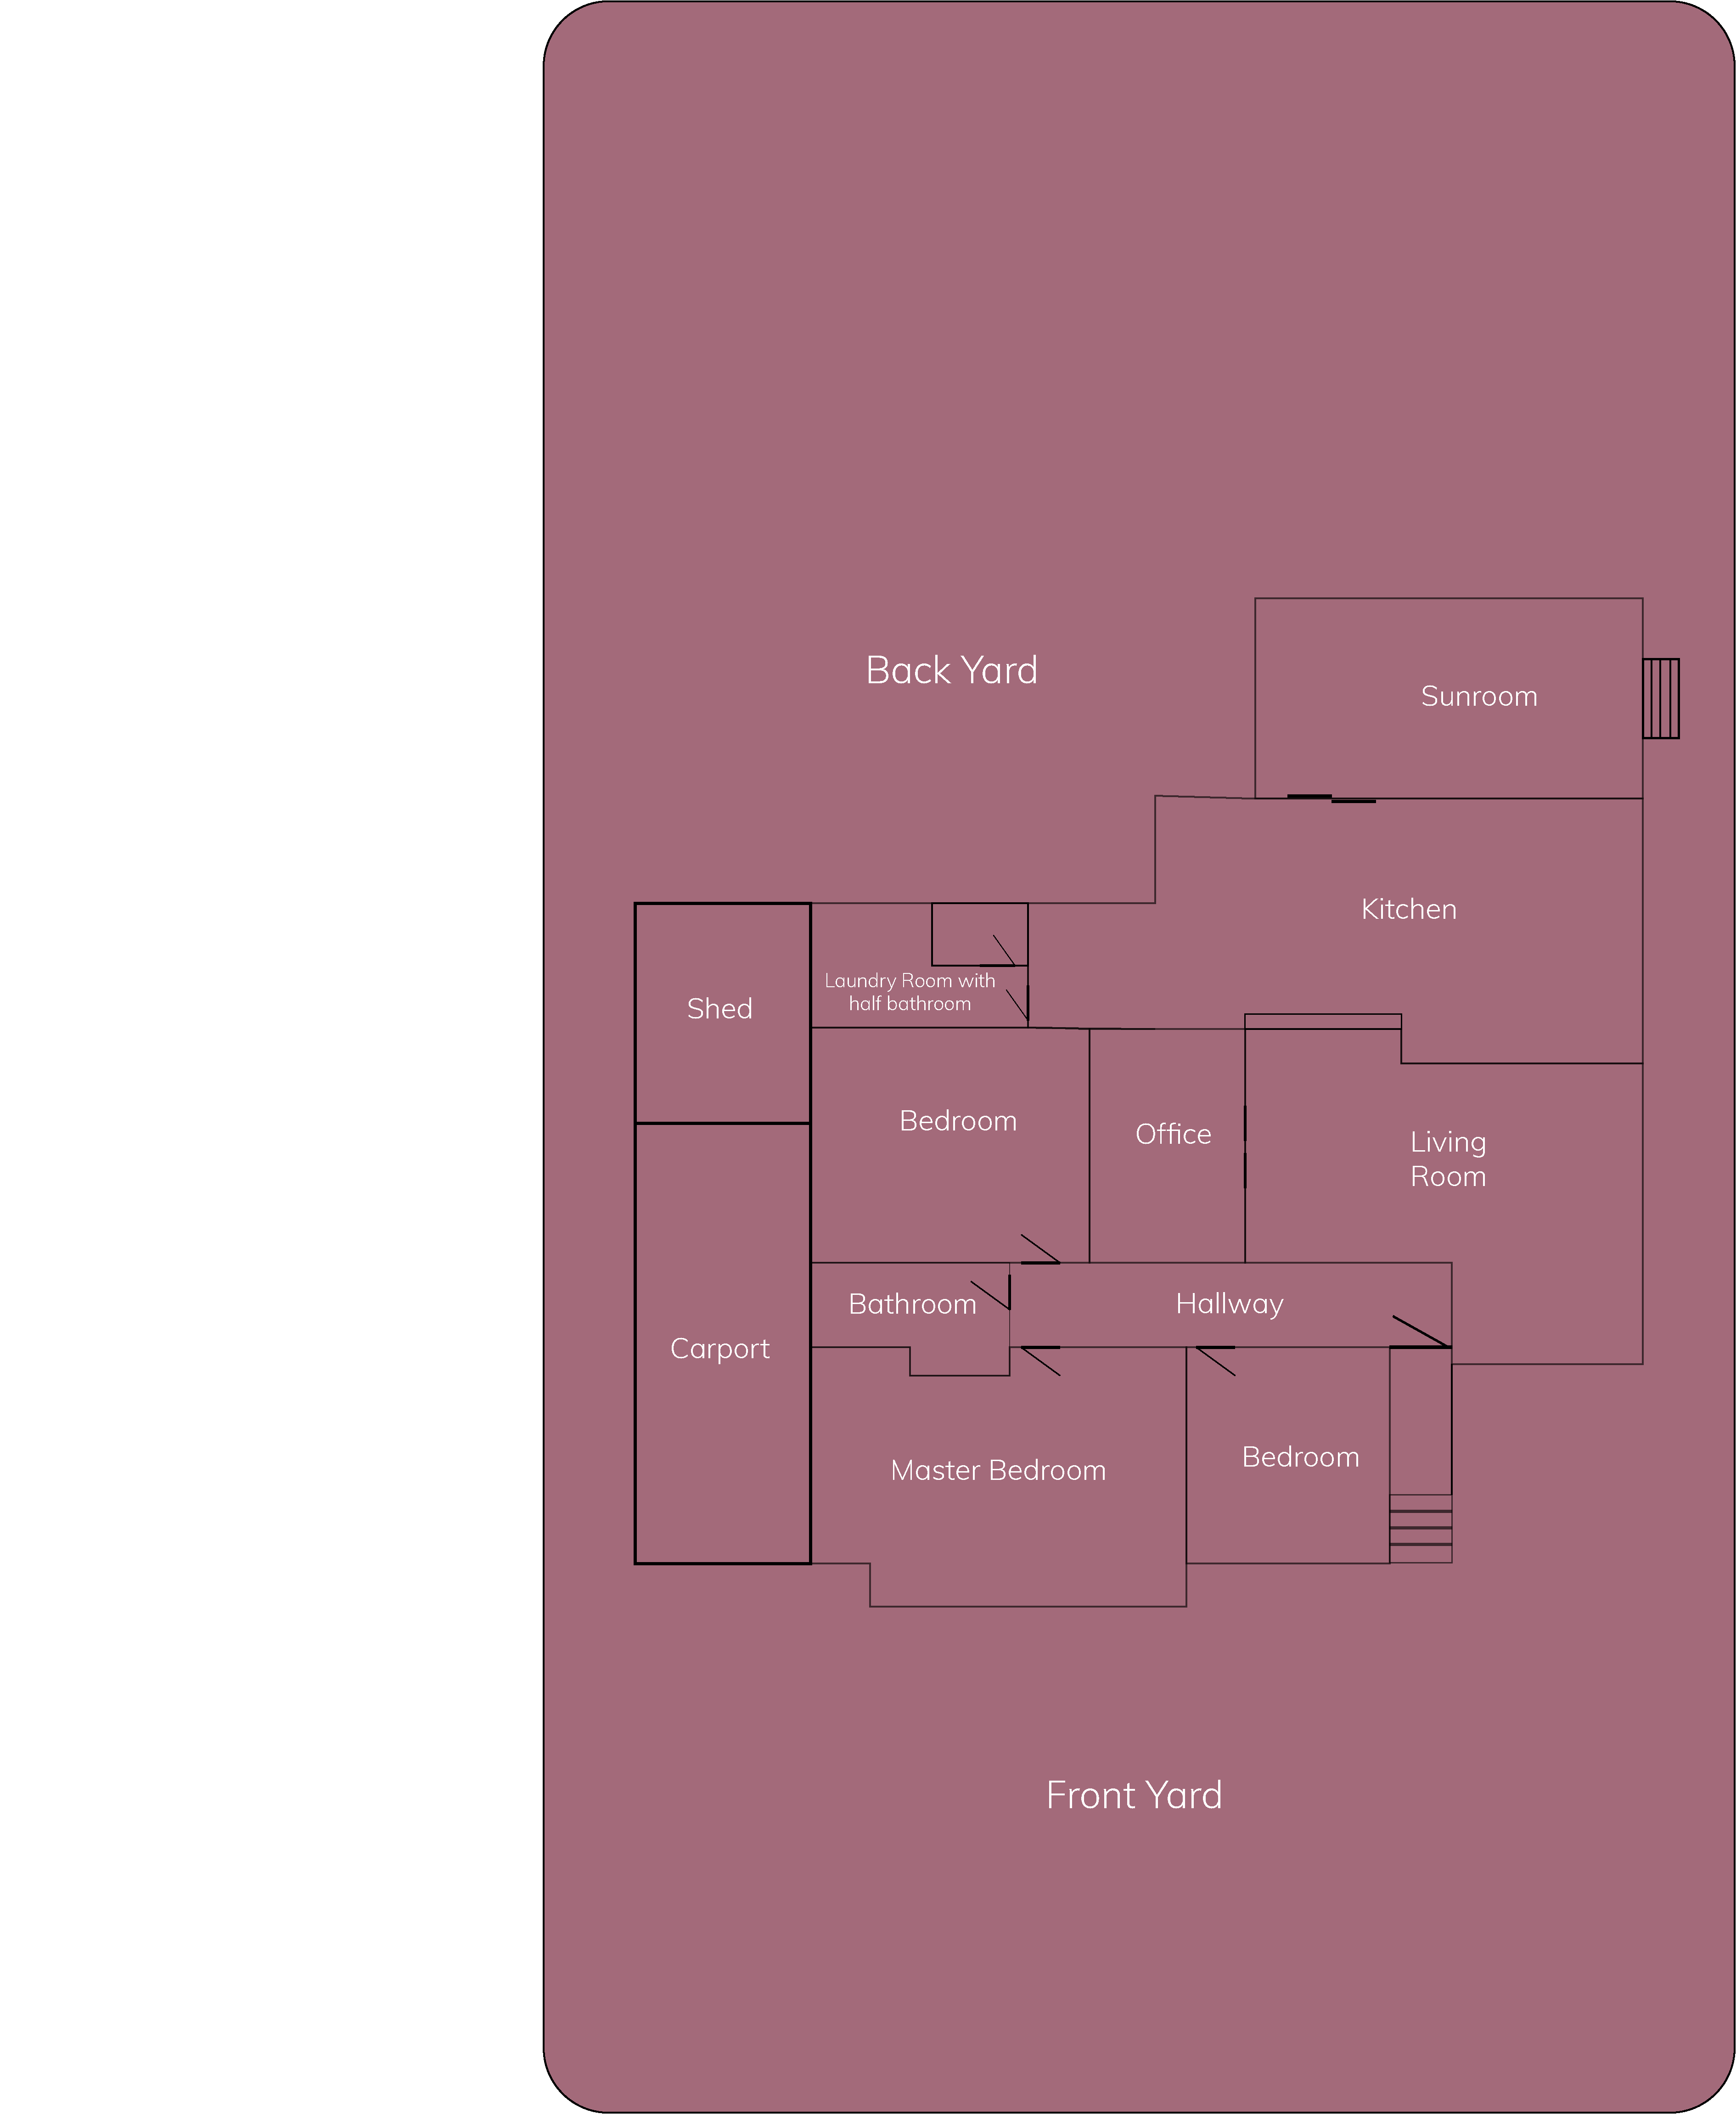 Back Yard
Sunroom
Kitchen
Laundry Room with
half bathroom
Shed
Bedroom
Office
Living
Room
Bathroom
Hallway
Carport
Master Bedroom
Bedroom
Front Yard